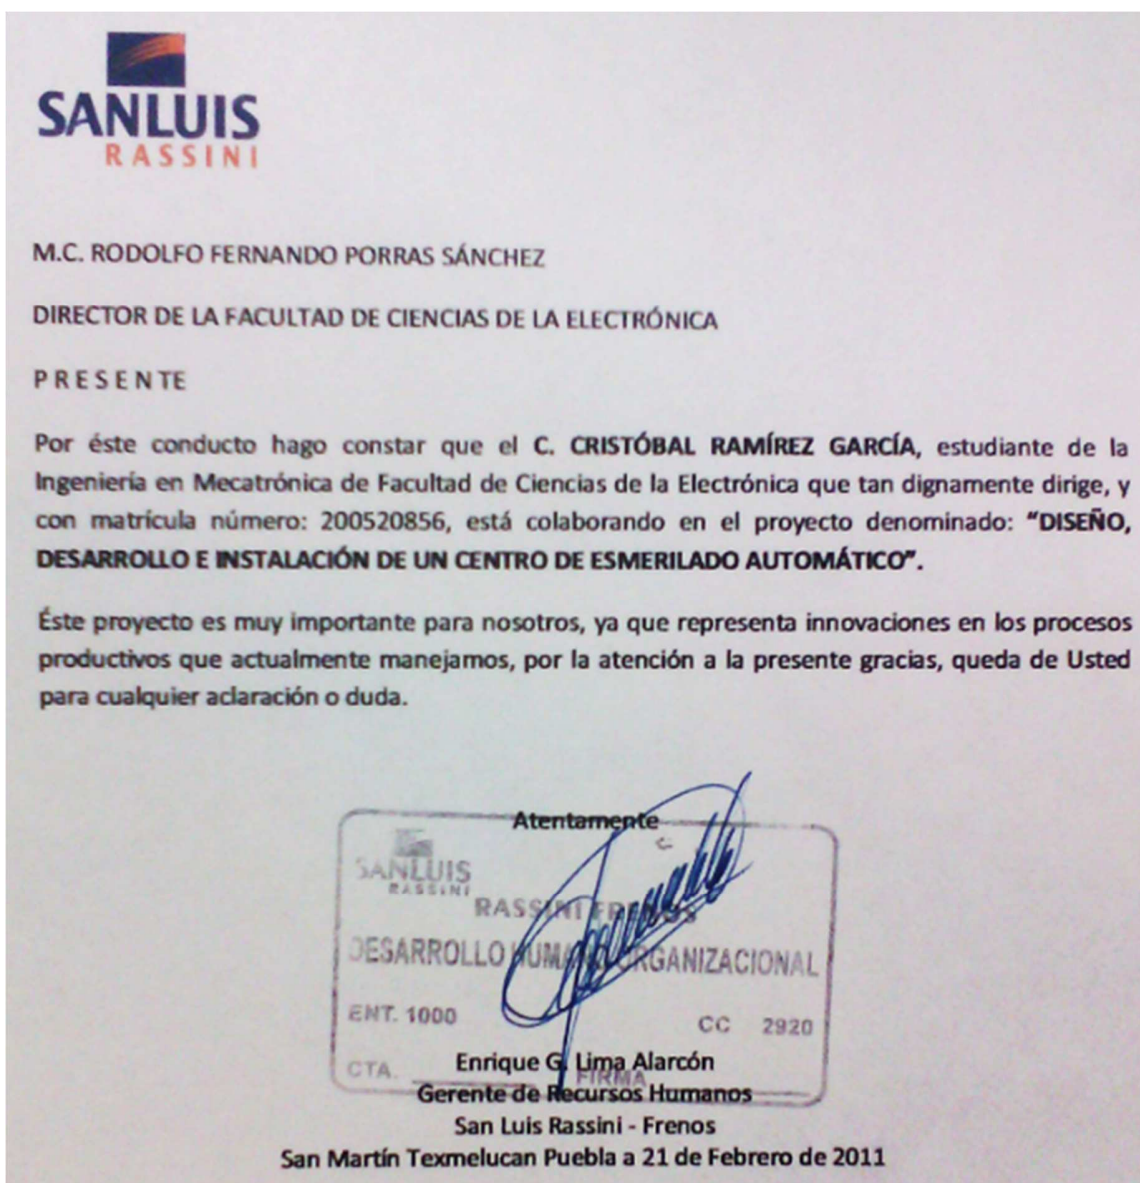 SANLUIS
RASSINI
M.C. RODOLFO FERNANDO PORRAS SÁNCHEZ
DIRECTOR DE LA FACULTAD DE CIENCIAS DE LA ELECTRÓNICA
P R E S E N T E
Por éste conducto hago constar que el C. CRISTÓBAL RAMÍREZ GARCÍA, estudiante de la
Ingeniería en Mecatrónica de Facultad de Ciencias de la Electrónica que tan dignamente dirige, y
con matrícula número: 200520856, está colaborando en el proyecto denominado: “DISEÑO,
DESARROLLO E INSTALACIÓN DE UN CENTRO DE ESMERILADO AUTOMÁTICO”.
Éste proyecto es muy importante para nosotros, ya que representa innovaciones en los procesos
productivos que actualmente manejamos, por la atención a la presente gracias, queda de Usted
para cualquier aclaración o duda.
Atentamente
SANLUIS
RASSINI
RASSINI FRENOS
DESARROLLO HUMANO ORGANIZACIONAL
ENT. 1000 CC 2920
CTA. FIRMA
Enrique G. Lima Alarcón
Gerente de Recursos Humanos
San Luis Rassini - Frenos
San Martín Texmelucan Puebla a 21 de Febrero de 2011